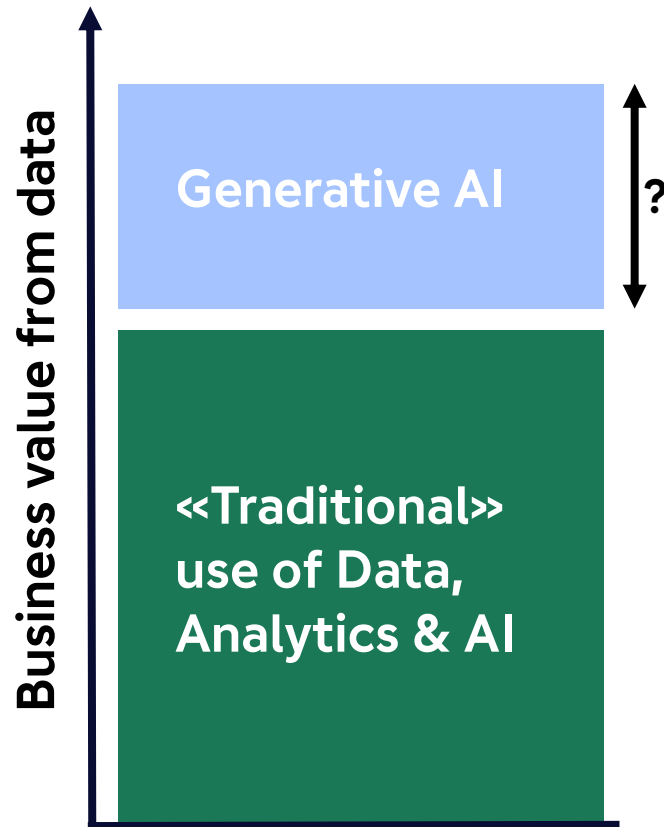 Business value from data
Generative AI
?
«Traditional»
use of Data,
Analytics & AI